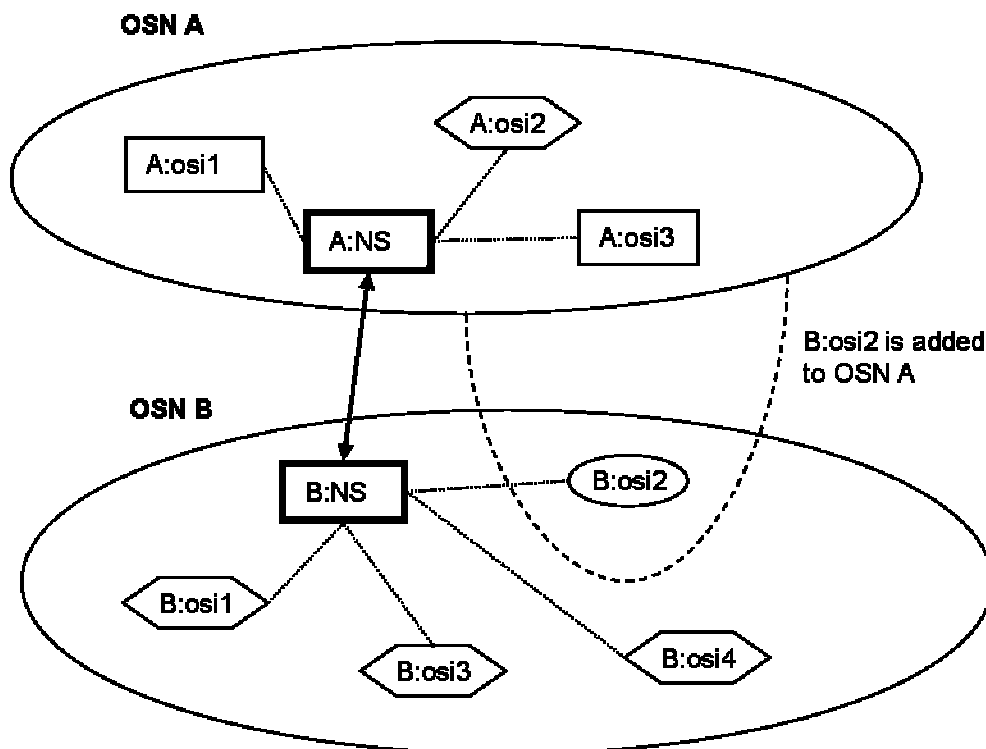 OSN A
A:osi2
A:osi1
A:NS
A:osi3
B:osi2 is added
to OSN A
OSN B
B:osi2
B:NS
B:osi1
B:osi3
B:osi4